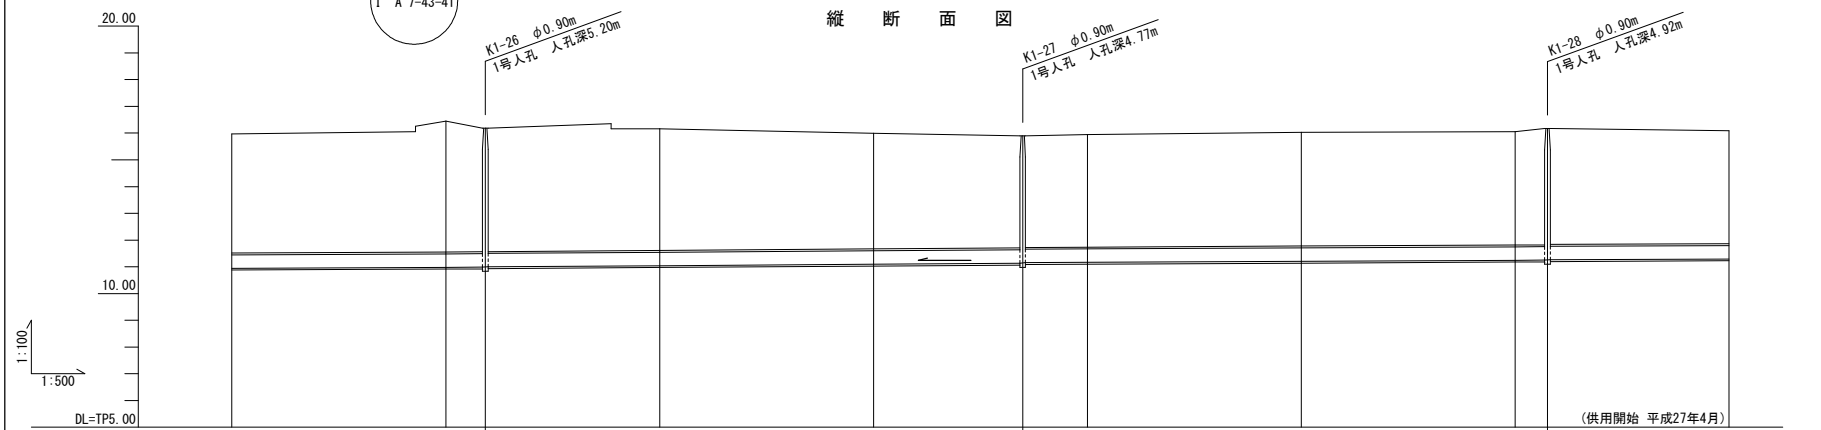 I A 7-43-41
縦断面図
20.00
K1-26 φ0.90m
1号人孔 人孔深5.20m
K1-27 φ0.90m
1号人孔 人孔深4.77m
K1-28 φ0.90m
1号人孔 人孔深4.92m
10.00
1:100
1:500
DL=TP5.00
(供用開始 平成27年4月)